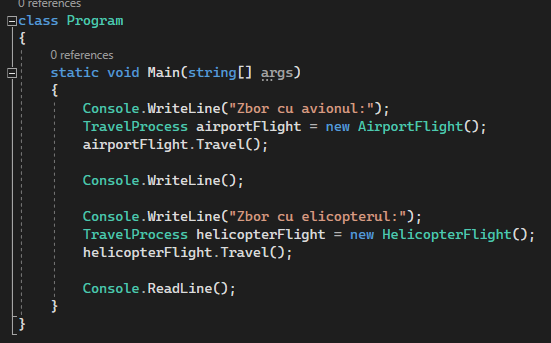 0 references
class Program
{
0 references
static void Main(string[] args)
{
Console.WriteLine("Zbor cu avionul:");
TravelProcess airportFlight = new AirportFlight();
airportFlight.Travel();
Console.WriteLine();
Console.WriteLine("Zbor cu elicopterul:");
TravelProcess helicopterFlight = new HelicopterFlight();
helicopterFlight.Travel();
Console.ReadLine();
}
}